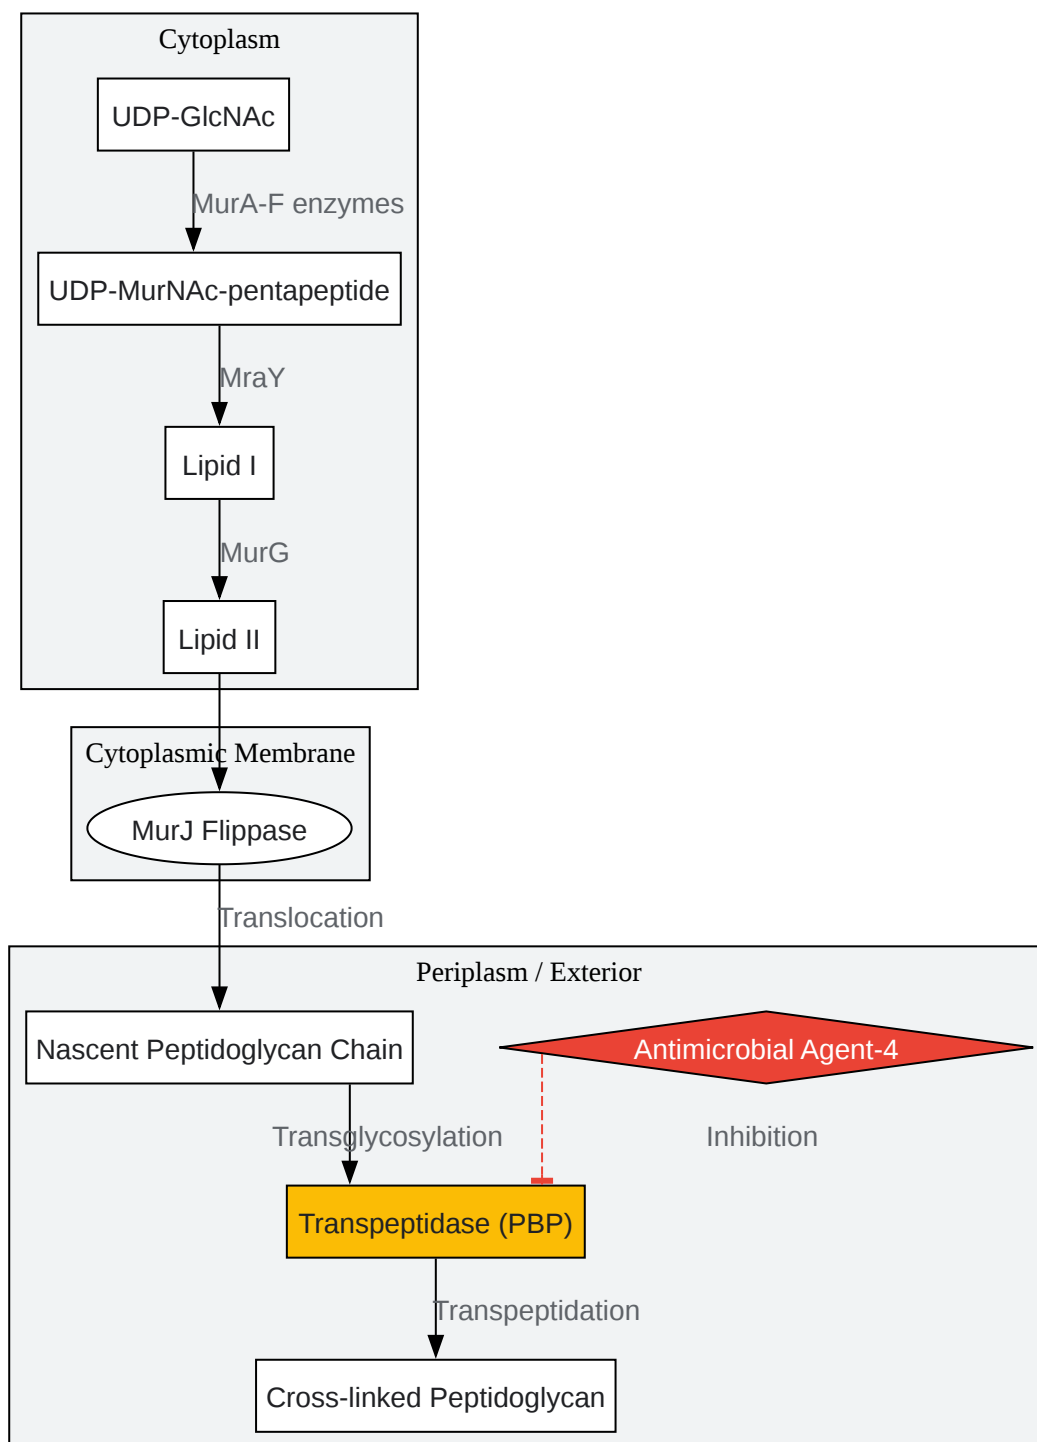 Cytoplasm
UDP-GlcNAc
MurA-F enzymes
UDP-MurNAc-pentapeptide
MraY
Lipid I
MurG
Lipid II
Cytoplasmic Membrane
MurJ Flippase
Translocation
Periplasm / Exterior
Nascent Peptidoglycan Chain
Antimicrobial Agent-4
Transglycosylation
Inhibition
Transpeptidase (PBP)
Transpeptidation
Cross-linked Peptidoglycan